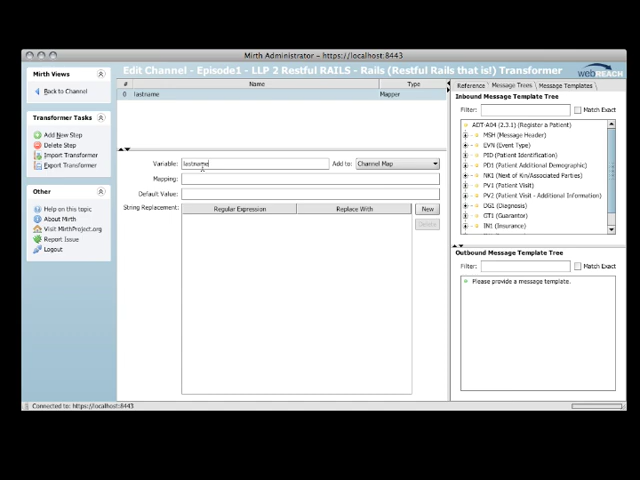 Mirth Administrator - https://localhost:8443
Mirth Views
Back to Channel
Transformer Tasks
Add New Step
Delete Step
Import Transformer
Export Transformer
Other
Help on this topic
About Mirth
Visit MirthProject.org
Report Issue
Logout
Edit Channel - Episode1 - LLP 2 Restful RAILS - Rails (Restful Rails that is!) Transformer
webREACH
# Name Type
0 lastname Mapper
Variable: lastname Add to: Channel Map
Mapping:
Default Value:
String Replacement: Regular Expression Replace With New
Delete
Reference Message Trees Message Templates
Inbound Message Template Tree
Filter: Match Exact
ADT-A04 (2.3.1) (Register a Patient)
MSH (Message Header)
EVN (Event Type)
PID (Patient Identification)
PD1 (Patient Additional Demographic)
NK1 (Next of Kin/Associated Parties)
PV1 (Patient Visit)
PV2 (Patient Visit - Additional Information)
DG1 (Diagnosis)
GT1 (Guarantor)
IN1 (Insurance)
Outbound Message Template Tree
Filter: Match Exact
Please provide a message template.
Connected to: https://localhost:8443